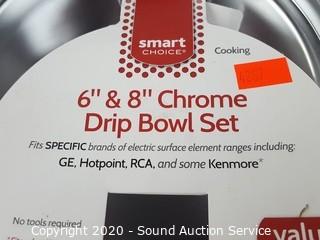 smart
CHOICE®
Cooking
6" & 8" Chrome
Drip Bowl Set
Fits SPECIFIC brands of electric surface element ranges including:
GE, Hotpoint, RCA, and some Kenmore*
No tools required
valu
Copyright 2020 - Sound Auction Service